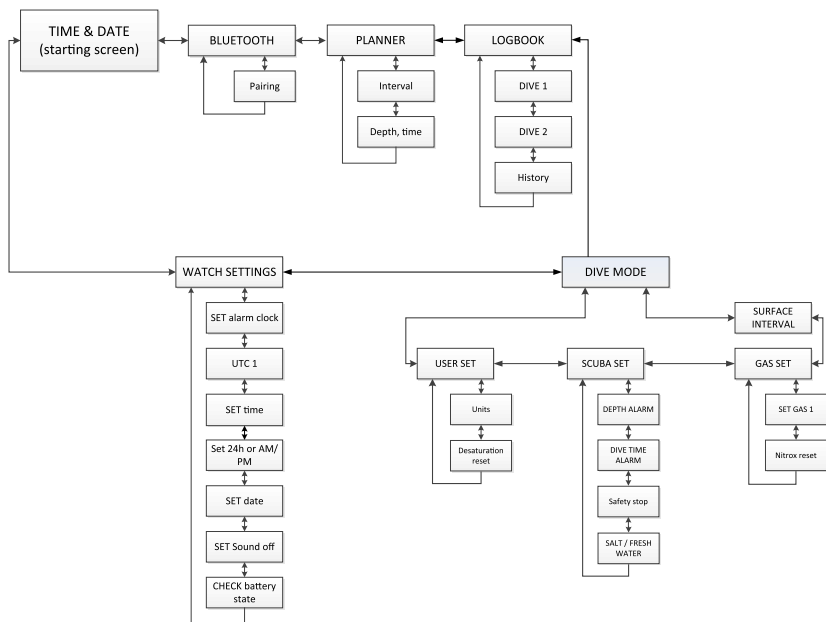 TIME & DATE
(starting screen)
BLUETOOTH
PLANNER
LOGBOOK
Pairing
Interval
DIVE 1
Depth, time
DIVE 2
History
WATCH SETTINGS
DIVE MODE
SET alarm clock
SURFACE
INTERVAL
UTC 1
USER SET
SCUBA SET
GAS SET
SET time
Units
DEPTH ALARM
SET GAS 1
Set 24h or AM/
PM
Desaturation
reset
DIVE TIME
ALARM
Nitrox reset
SET date
Safety stop
SET Sound off
SALT / FRESH
WATER
CHECK battery
state